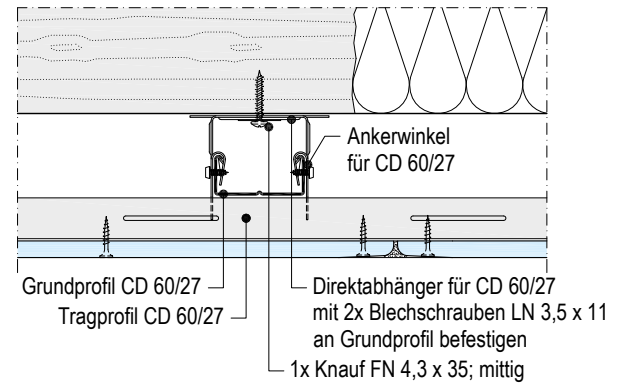 Ankerwinkel
für CD 60/27
Grundprofil CD 60/27
Tragprofil CD 60/27
Direktabhänger für CD 60/27
mit 2x Blechschrauben LN 3,5 x 11
an Grundprofil befestigen
1x Knauf FN 4,3 x 35; mittig